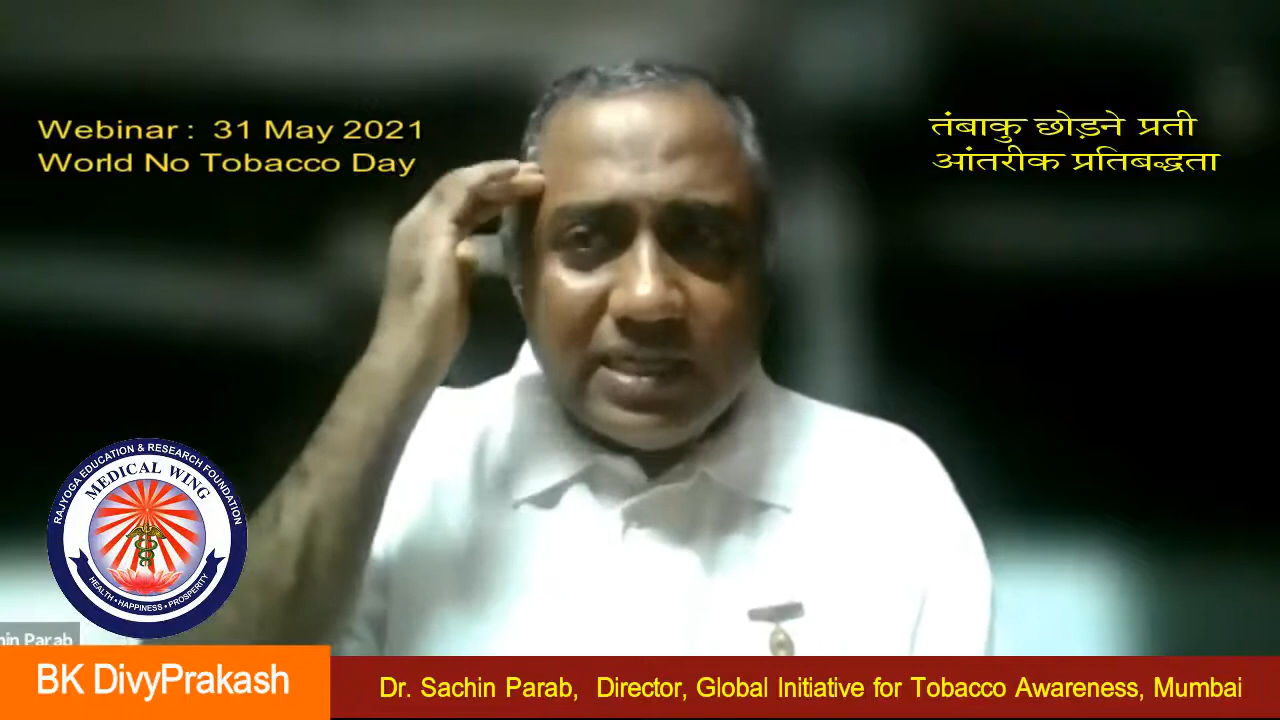 Webinar : 31 May 2021
World No Tobacco Day
तंबाकु छोड़ने प्रती
आंतरीक प्रतिबद्धता
RAJYOGA EDUCATION & RESEARCH FOUNDATION
MEDICAL WING
HEALTH • HAPPINESS • PROSPERITY
Parab
BK DivyPrakash
Dr. Sachin Parab, Director, Global Initiative for Tobacco Awareness, Mumbai